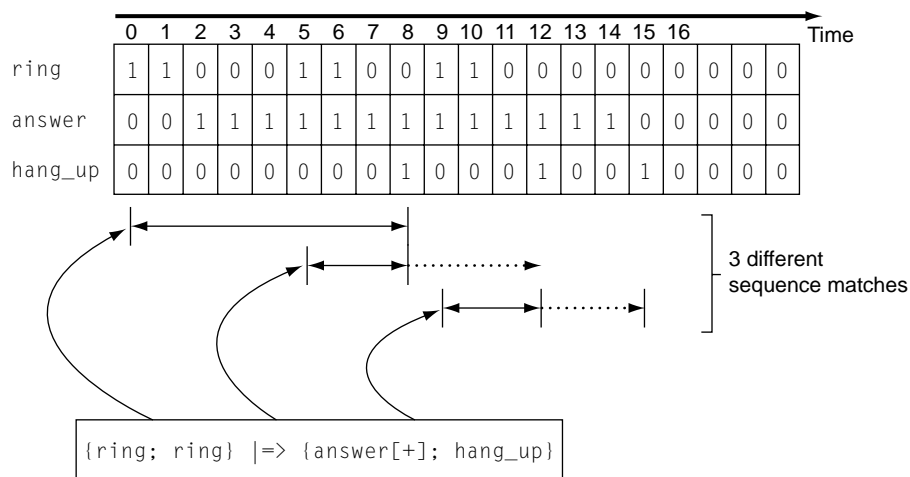 0 1 2 3 4 5 6 7 8 9 10 11 12 13 14 15 16 Time
ring 1 1 0 0 0 1 1 0 0 1 1 0 0 0 0 0 0 0 0 0
answer 0 0 1 1 1 1 1 1 1 1 1 1 1 1 1 0 0 0 0 0
hang_up 0 0 0 0 0 0 0 0 1 0 0 0 1 0 0 1 0 0 0 0
3 different
sequence matches
{ring; ring} |=> {answer[+]; hang_up}